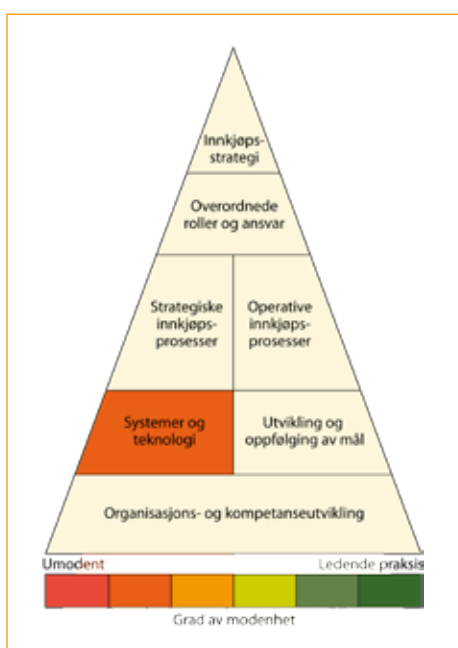 Innkjøps-
strategi
Overordnede
roller og ansvar
Strategiske
innkjøps-
prosesser
Operative
innkjøps-
prosesser
Systemer og
teknologi
Utvikling og
oppfølging av mål
Organisasjons- og kompetanseutvikling
Umodent
Ledende praksis
Grad av modenhet